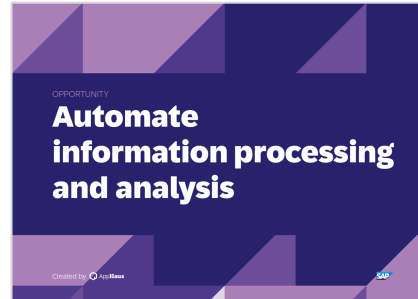 OPPORTUNITY
Automate
information processing
and analysis
Created by AppHaus
SAP